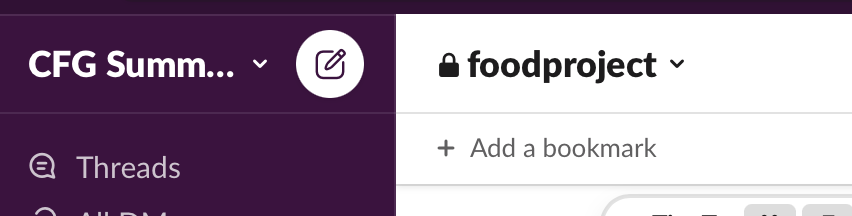 CFG Summ...
foodproject
Add a bookmark
Threads